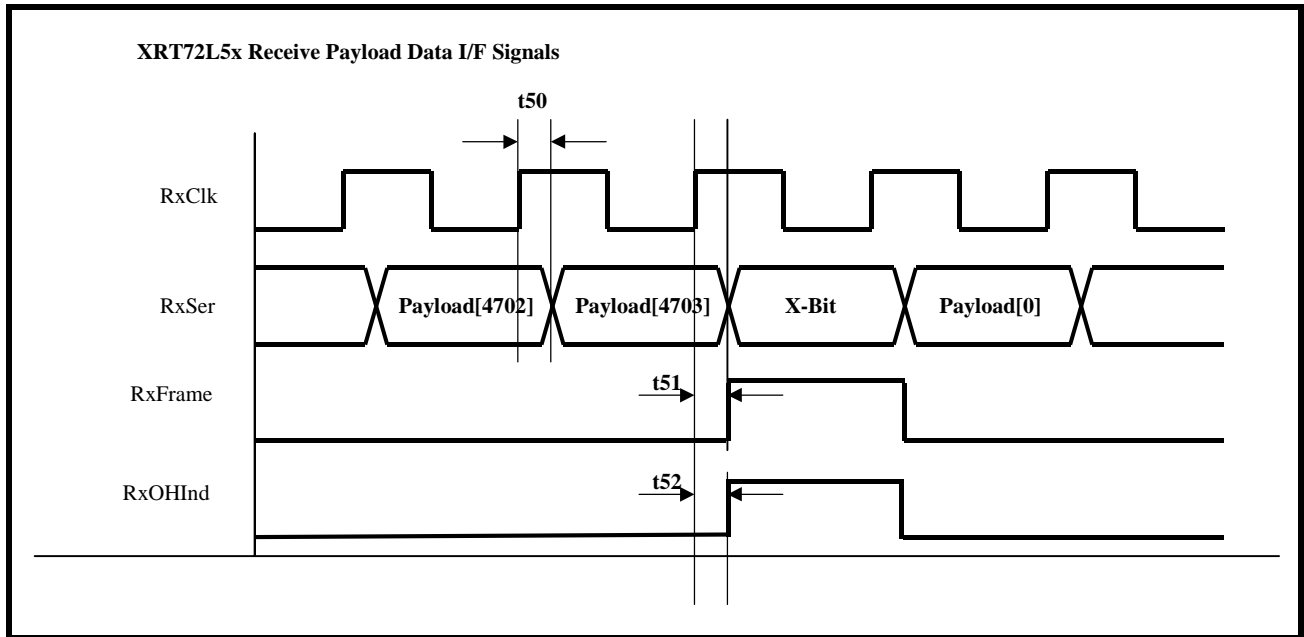 XRT72L5x Receive Payload Data I/F Signals
t50
RxClk
RxSer
Payload[4702]
Payload[4703]
X-Bit
Payload[0]
RxFrame
t51
RxOHInd
t52